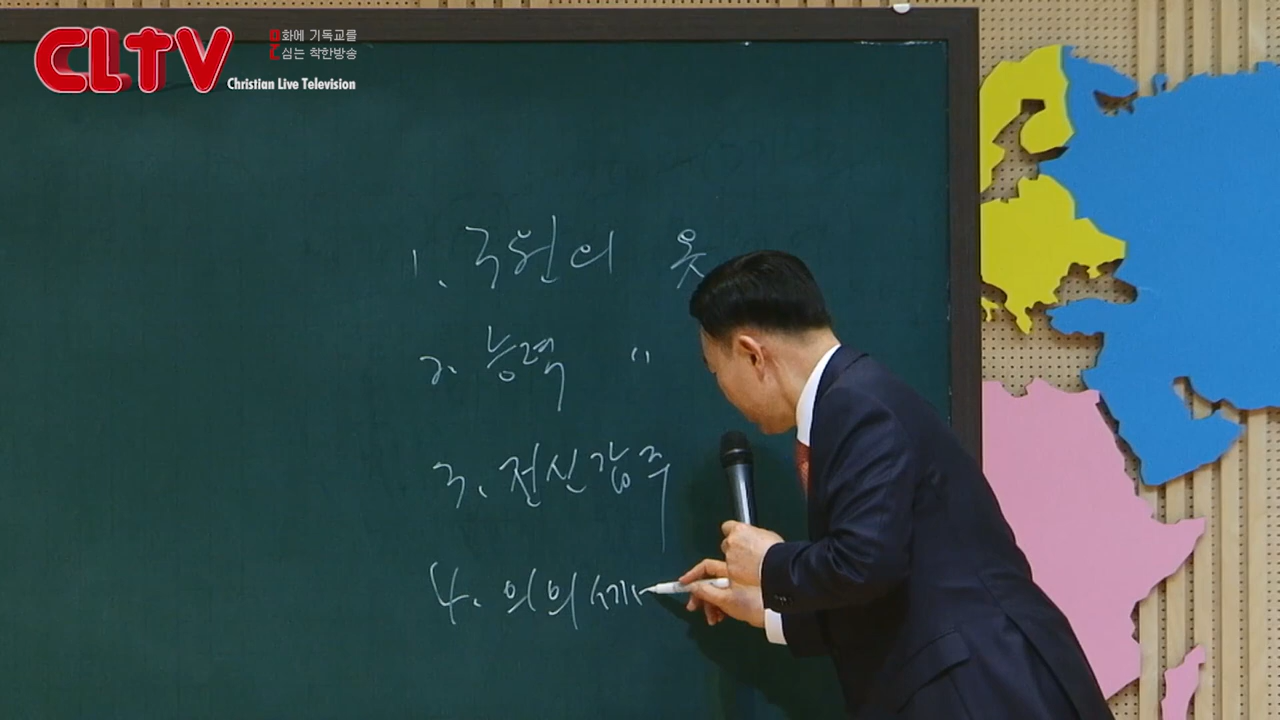 CLTV
문화에 기독교를
심는 착한방송
Christian Live Television
1. 구원의 옷
2. 능력 "
3. 전신갑주
4. 의의